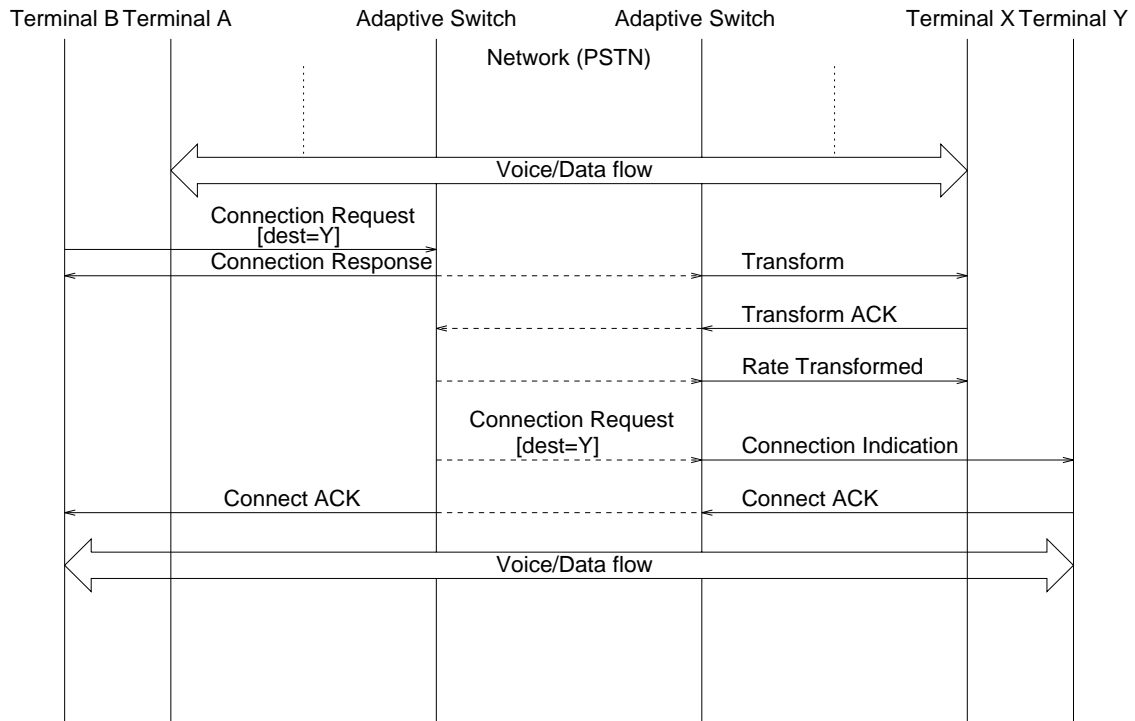 Terminal B Terminal A Adaptive Switch Adaptive Switch Terminal X Terminal Y
Network (PSTN)
Voice/Data flow
Connection Request
[dest=Y]
Connection Response Transform
Transform ACK
Rate Transformed
Connection Request
[dest=Y] Connection Indication
Connect ACK Connect ACK
Voice/Data flow